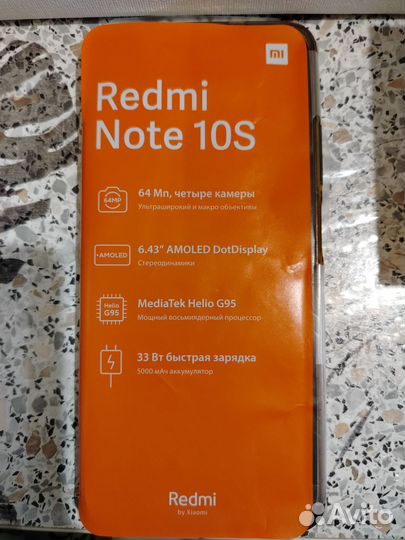 mi
Redmi
Note 10S
64MP
64 Мп, четыре камеры
Ультраширокий и макро объективы
AMOLED
6.43" AMOLED DotDisplay
Стереодинамики
Helio
G95
MediaTek Helio G95
Мощный восьмиядерный процессор
33 Вт быстрая зарядка
5000 мАч аккумулятор
Redmi
by Xiaomi
Avito